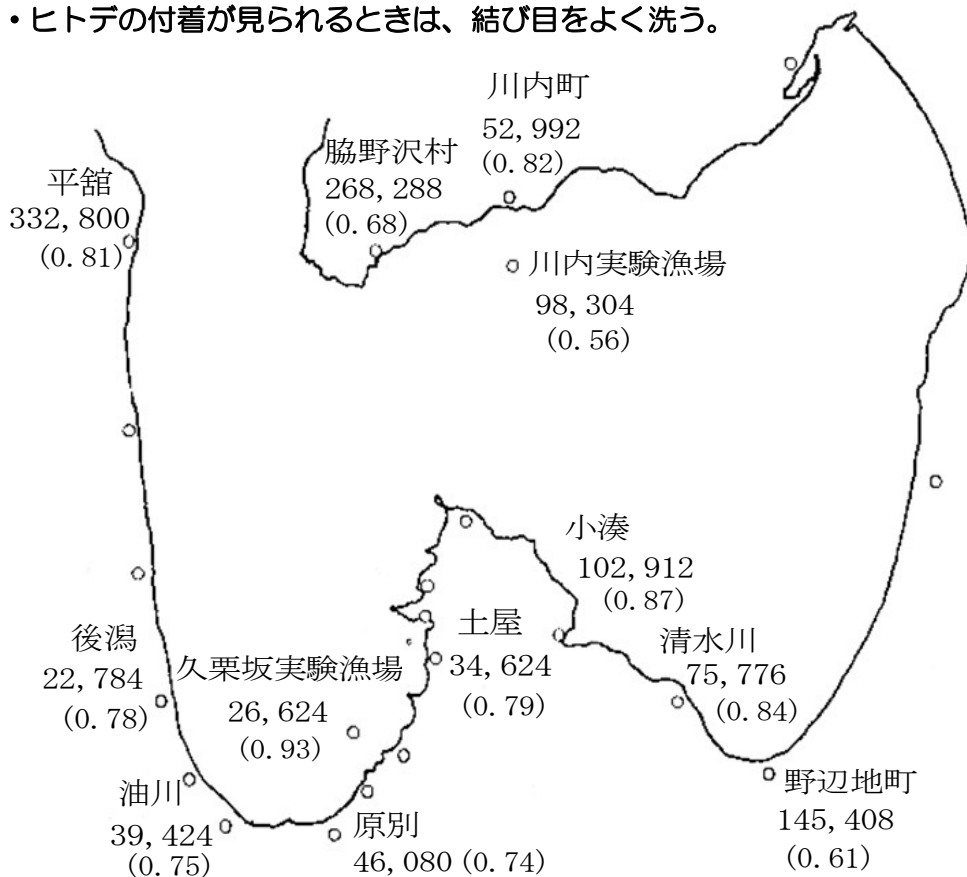 ・ヒトデの付着が見られるときは、結び目をよく洗う。
川内町
52,992
(0.82)
脇野沢村
268,288
(0.68)
平舘
332,800
(0.81)
川内実験漁場
98,304
(0.56)
小湊
102,912
(0.87)
土屋
34,624
(0.79)
清水川
75,776
(0.84)
後潟
22,784
(0.78)
久栗坂実験漁場
26,624
(0.93)
油川
39,424
(0.75)
原別
46,080 (0.74)
野辺地町
145,408
(0.61)